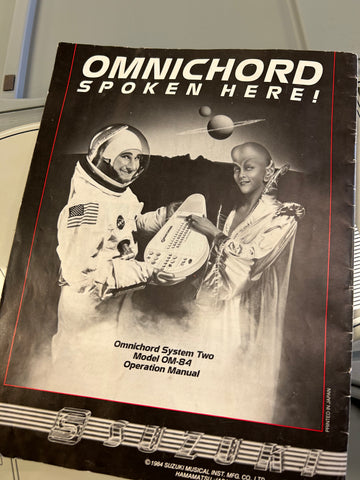 OMNICHORD
SPOKEN HERE!
Omnichord System Two
Model OM-84
Operation Manual
PRINTED IN JAPAN
SUZUKI
© 1984 SUZUKI MUSICAL INST. MFG. CO. LTD.
HAMAMATSU-